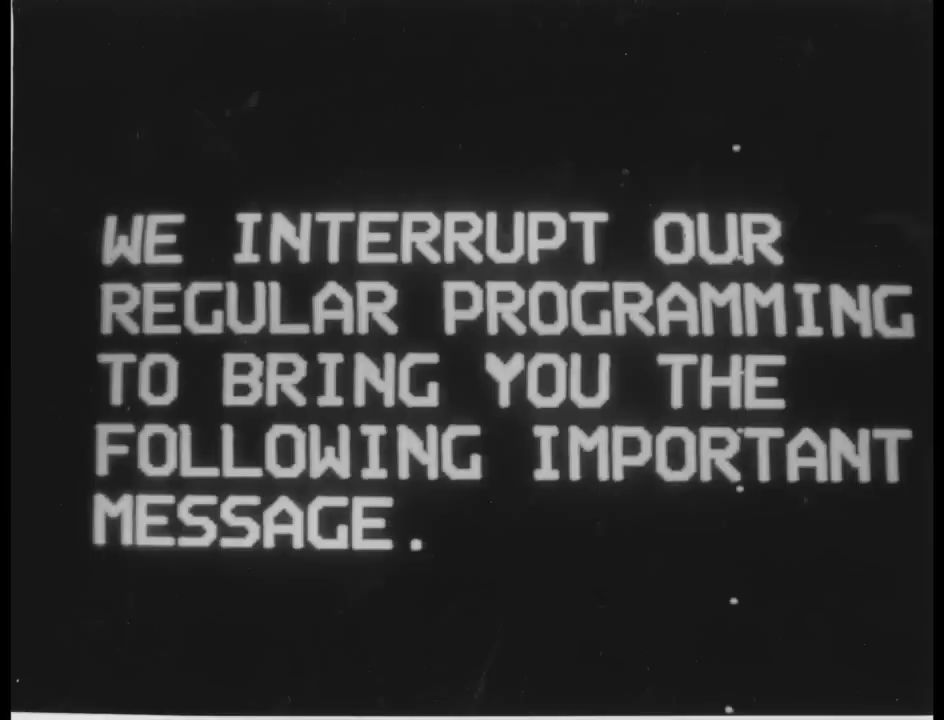 WE INTERRUPT OUR
REGULAR PROGRAMMING
TO BRING YOU THE
FOLLOWING IMPORTANT
MESSAGE.